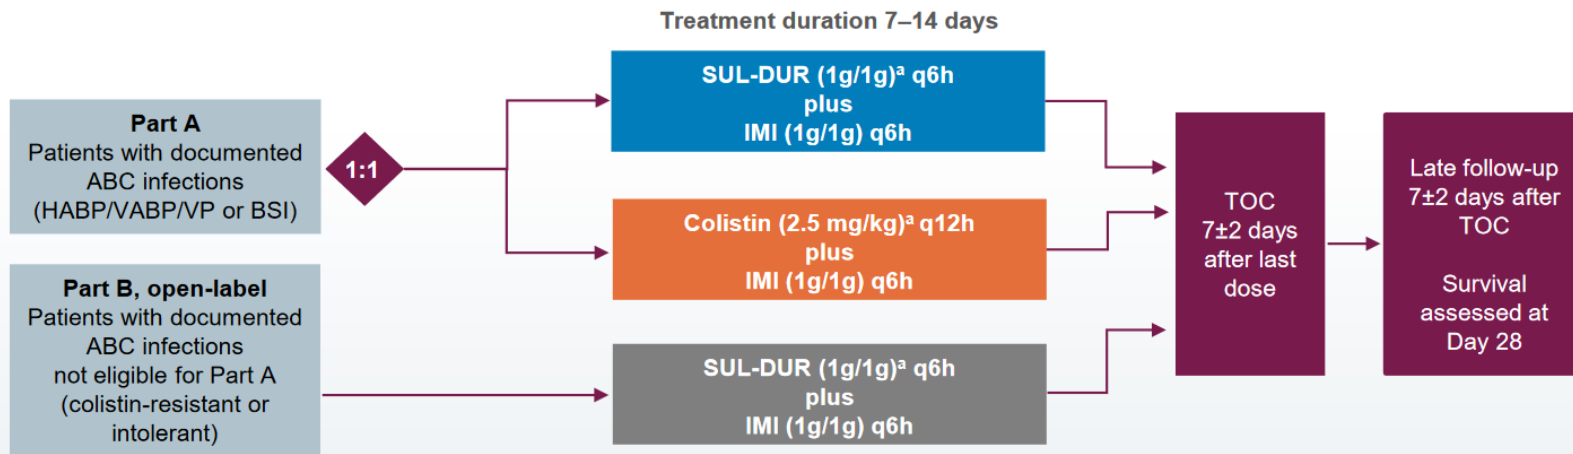 Treatment duration 7–14 days
Part A
Patients with documented
ABC infections
(HABP/VABP/VP or BSI)
1:1
SUL-DUR (1g/1g)ᵃ q6h
plus
IMI (1g/1g) q6h
Colistin (2.5 mg/kg)ᵃ q12h
plus
IMI (1g/1g) q6h
Part B, open-label
Patients with documented
ABC infections
not eligible for Part A
(colistin-resistant or
intolerant)
SUL-DUR (1g/1g)ᵃ q6h
plus
IMI (1g/1g) q6h
TOC
7±2 days
after last
dose
Late follow-up
7±2 days after
TOC
Survival
assessed at
Day 28